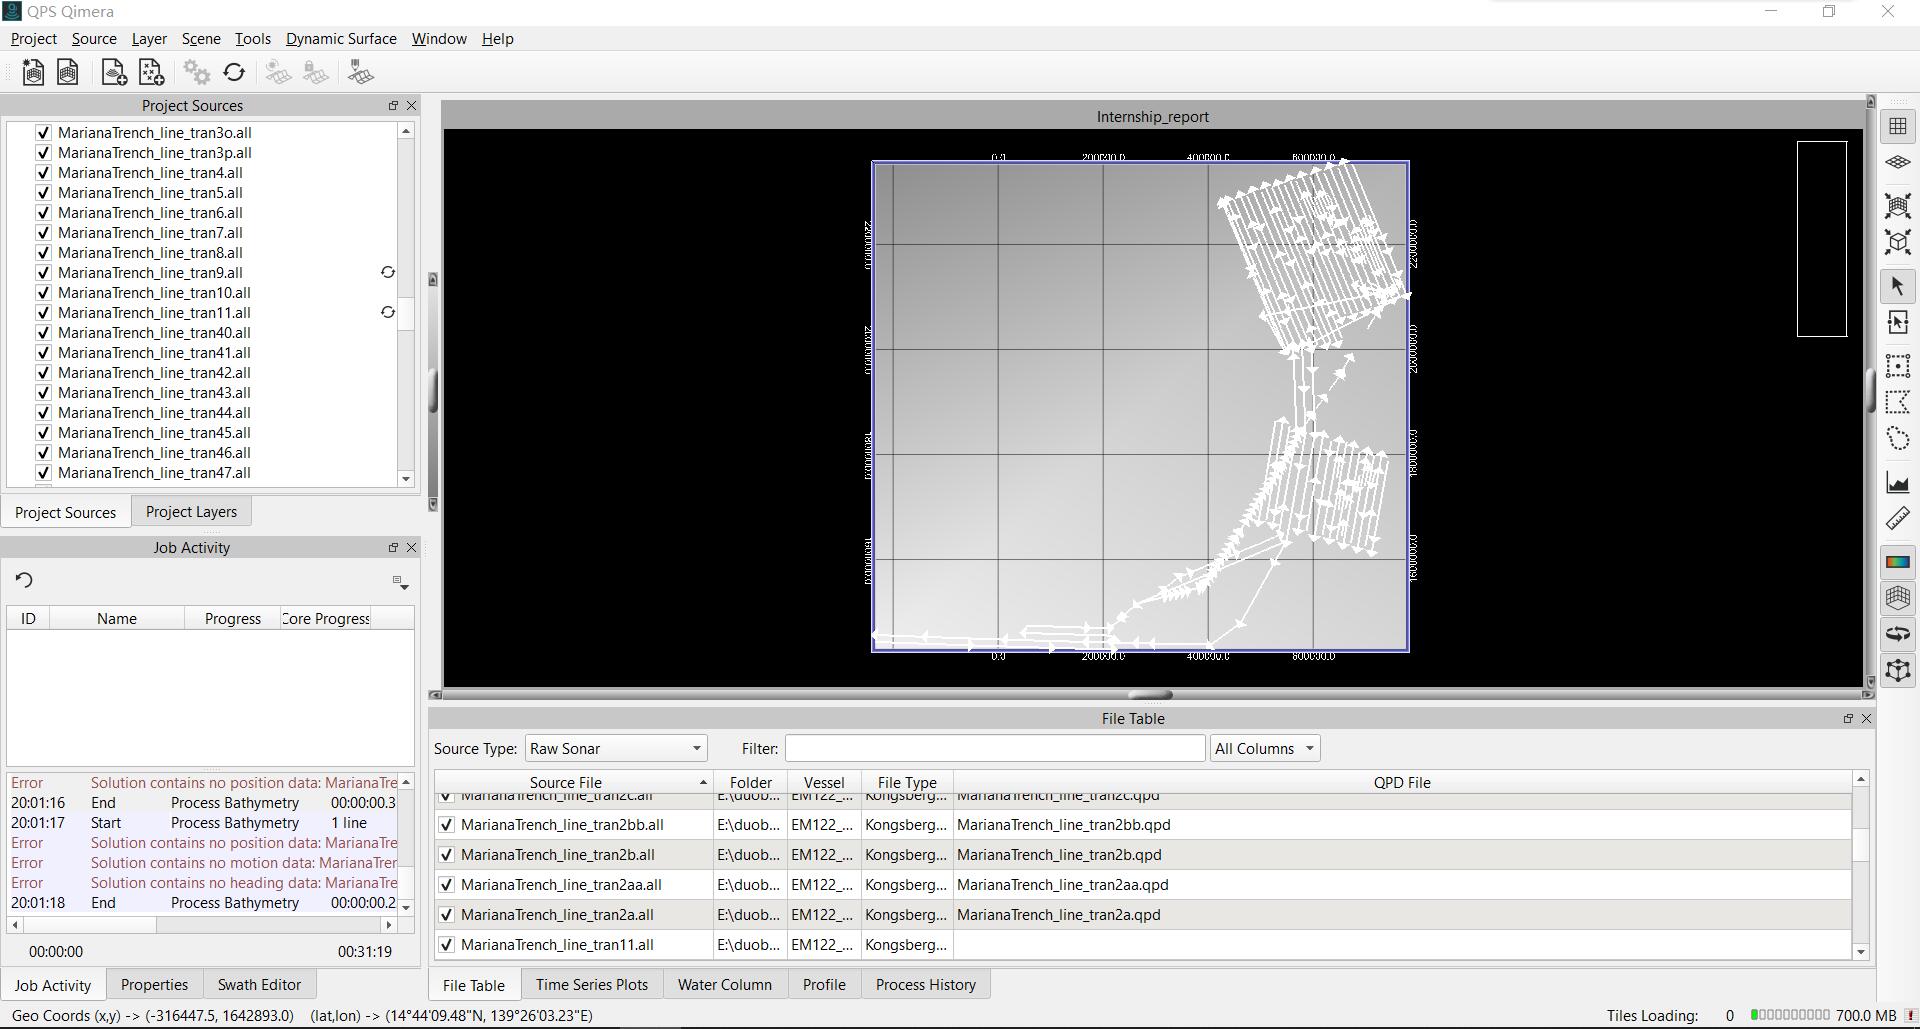 QPS Qimera
Project Source Layer Scene Tools Dynamic Surface Window Help
Project Sources
MarianaTrench_line_tran3o.all
MarianaTrench_line_tran3p.all
MarianaTrench_line_tran4.all
MarianaTrench_line_tran5.all
MarianaTrench_line_tran6.all
MarianaTrench_line_tran7.all
MarianaTrench_line_tran8.all
MarianaTrench_line_tran9.all
MarianaTrench_line_tran10.all
MarianaTrench_line_tran11.all
MarianaTrench_line_tran40.all
MarianaTrench_line_tran41.all
MarianaTrench_line_tran42.all
MarianaTrench_line_tran43.all
MarianaTrench_line_tran44.all
MarianaTrench_line_tran45.all
MarianaTrench_line_tran46.all
MarianaTrench_line_tran47.all
Project Sources Project Layers
Job Activity
ID Name Progress Core Progress
Error Solution contains no position data: MarianaTre
20:01:16 End Process Bathymetry 00:00:00.3
20:01:17 Start Process Bathymetry 1 line
Error Solution contains no position data: MarianaTre
Error Solution contains no motion data: MarianaTrer
Error Solution contains no heading data: MarianaTre
20:01:18 End Process Bathymetry 00:00:00.2
00:00:00 00:31:19
Job Activity Properties Swath Editor
Internship_report
File Table
Source Type: Raw Sonar Filter: All Columns
Source File Folder Vessel File Type QPD File
MarianaTrench_line_tran2c.all E:\duob... EM122_... Kongsberg... MarianaTrench_line_tran2c.qpd
MarianaTrench_line_tran2bb.all E:\duob... EM122_... Kongsberg... MarianaTrench_line_tran2bb.qpd
MarianaTrench_line_tran2b.all E:\duob... EM122_... Kongsberg... MarianaTrench_line_tran2b.qpd
MarianaTrench_line_tran2aa.all E:\duob... EM122_... Kongsberg... MarianaTrench_line_tran2aa.qpd
MarianaTrench_line_tran2a.all E:\duob... EM122_... Kongsberg... MarianaTrench_line_tran2a.qpd
MarianaTrench_line_tran11.all E:\duob... EM122_... Kongsberg...
File Table Time Series Plots Water Column Profile Process History
Geo Coords (x,y) -> (-316447.5, 1642893.0) (lat,lon) -> (14°44'09.48"N, 139°26'03.23"E) Tiles Loading: 0 700.0 MB